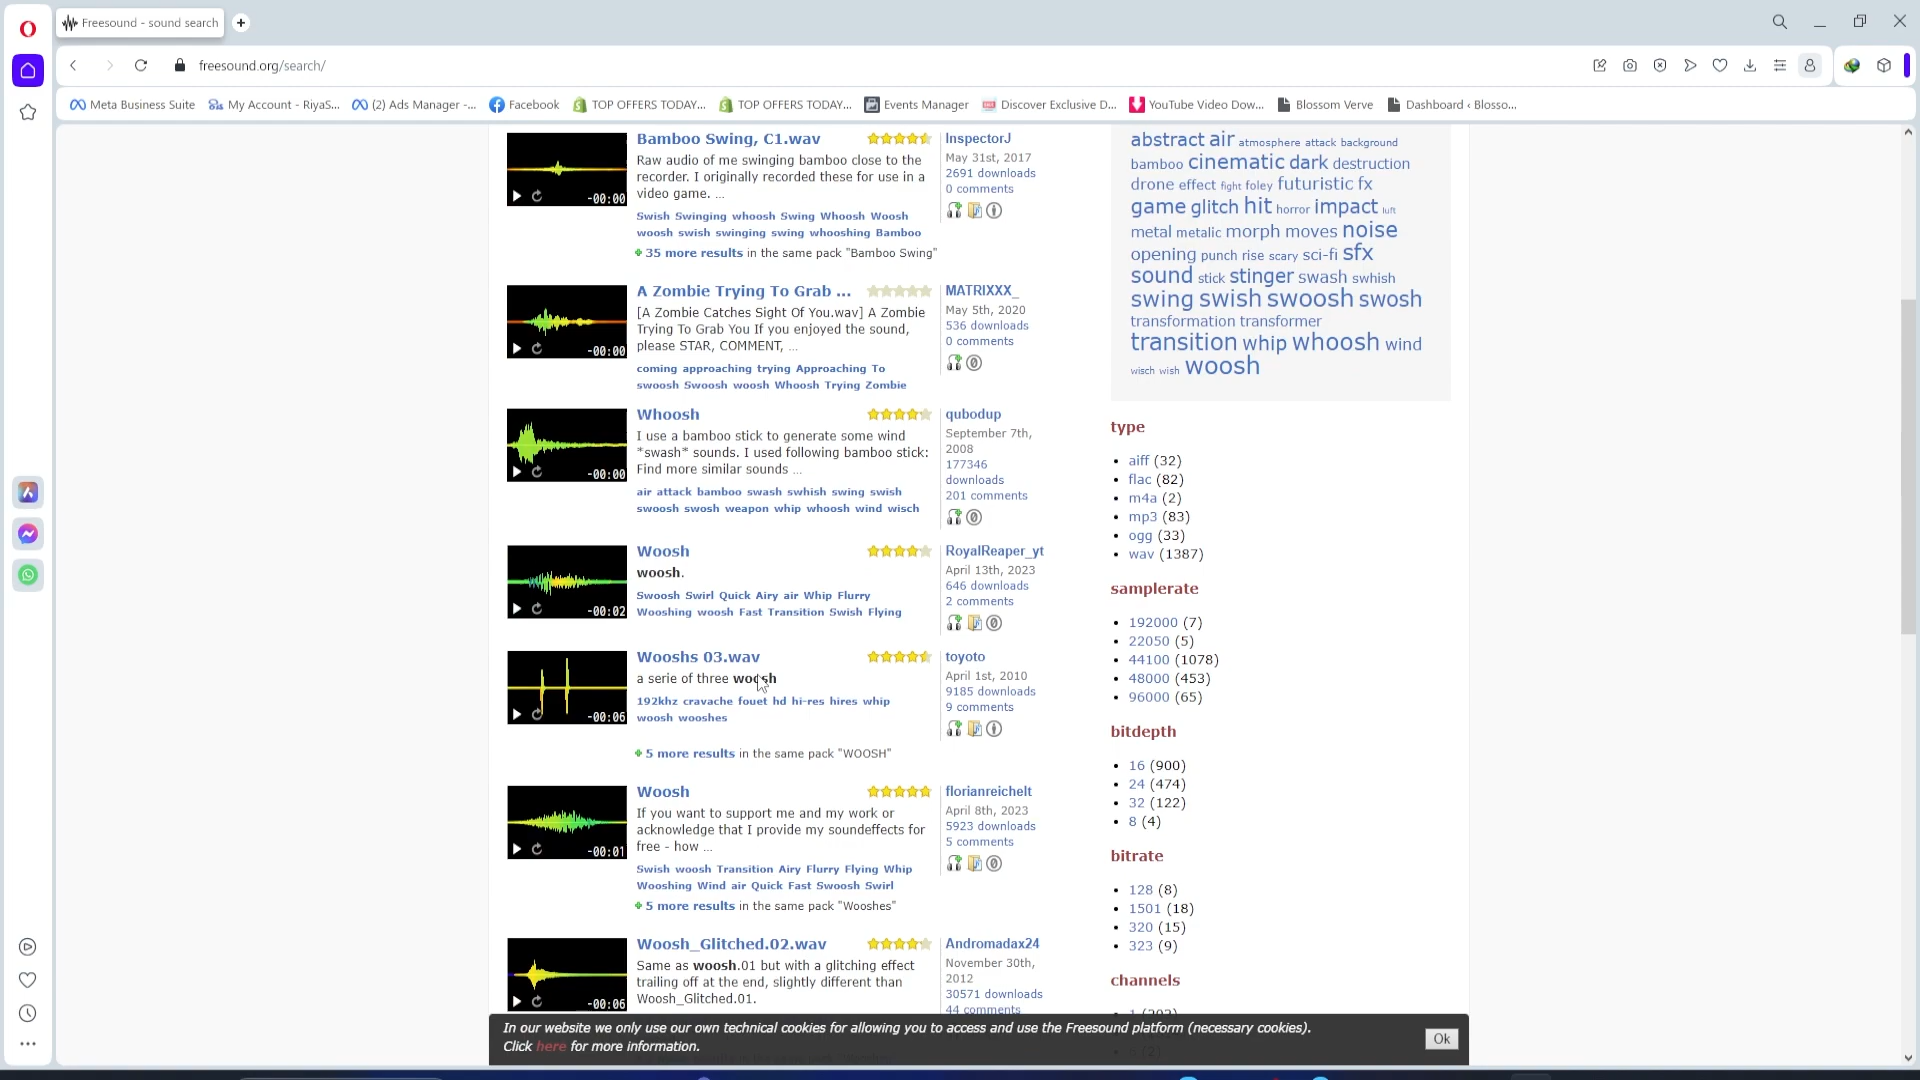 Freesound - sound search
freesound.org/search/
Meta Business Suite
My Account - RiyaS...
(2) Ads Manager -...
Facebook
TOP OFFERS TODAY...
TOP OFFERS TODAY...
Events Manager
Discover Exclusive D...
YouTube Video Dow...
Blossom Verve
Dashboard ‹ Blosso...
Bamboo Swing, C1.wav
Raw audio of me swinging bamboo close to the
recorder. I originally recorded these for use in a
video game. ...
Swish Swinging whoosh Swing Whoosh Woosh
woosh swish swinging swing whooshing Bamboo
35 more results in the same pack "Bamboo Swing"
-00:00
InspectorJ
May 31st, 2017
2691 downloads
0 comments
A Zombie Trying To Grab ...
[A Zombie Catches Sight Of You.wav] A Zombie
Trying To Grab You If you enjoyed the sound,
please STAR, COMMENT, ...
coming approaching trying Approaching To
swoosh Swoosh woosh Whoosh Trying Zombie
-00:00
MATRIXXX_
May 5th, 2020
536 downloads
0 comments
Whoosh
I use a bamboo stick to generate some wind
*swash* sounds. I used following bamboo stick:
Find more similar sounds ...
air attack bamboo swash swhish swing swish
swoosh swosh weapon whip whoosh wind wisch
-00:00
qubodup
September 7th,
2008
177346
downloads
201 comments
Woosh
woosh.
Swoosh Swirl Quick Airy air Whip Flurry
Wooshing woosh Fast Transition Swish Flying
-00:02
RoyalReaper_yt
April 13th, 2023
646 downloads
2 comments
Wooshs 03.wav
a serie of three woosh
192khz cravache fouet hd hi-res hires whip
woosh wooshes
5 more results in the same pack "WOOSH"
-00:06
toyoto
April 1st, 2010
9185 downloads
9 comments
Woosh
If you want to support me and my work or
acknowledge that I provide my soundeffects for
free - how ...
Swish woosh Transition Airy Flurry Flying Whip
Wooshing Wind air Quick Fast Swoosh Swirl
5 more results in the same pack "Wooshes"
-00:01
florianreichelt
April 8th, 2023
5923 downloads
5 comments
Woosh_Glitched.02.wav
Same as woosh.01 but with a glitching effect
trailing off at the end, slightly different than
Woosh_Glitched.01.
-00:06
Andromadax24
November 30th,
2012
30571 downloads
44 comments
abstract air atmosphere attack background
bamboo cinematic dark destruction
drone effect fight foley futuristic fx
game glitch hit horror impact luft
metal metalic morph moves noise
opening punch rise scary sci-fi sfx
sound stick stinger swash swhish
swing swish swoosh swosh
transformation transformer
transition whip whoosh wind
wisch wish woosh
type
aiff (32)
flac (82)
m4a (2)
mp3 (83)
ogg (33)
wav (1387)
samplerate
192000 (7)
22050 (5)
44100 (1078)
48000 (453)
96000 (65)
bitdepth
16 (900)
24 (474)
32 (122)
8 (4)
bitrate
128 (8)
1501 (18)
320 (15)
323 (9)
channels
In our website we only use our own technical cookies for allowing you to access and use the Freesound platform (necessary cookies).
Click here for more information.
Ok